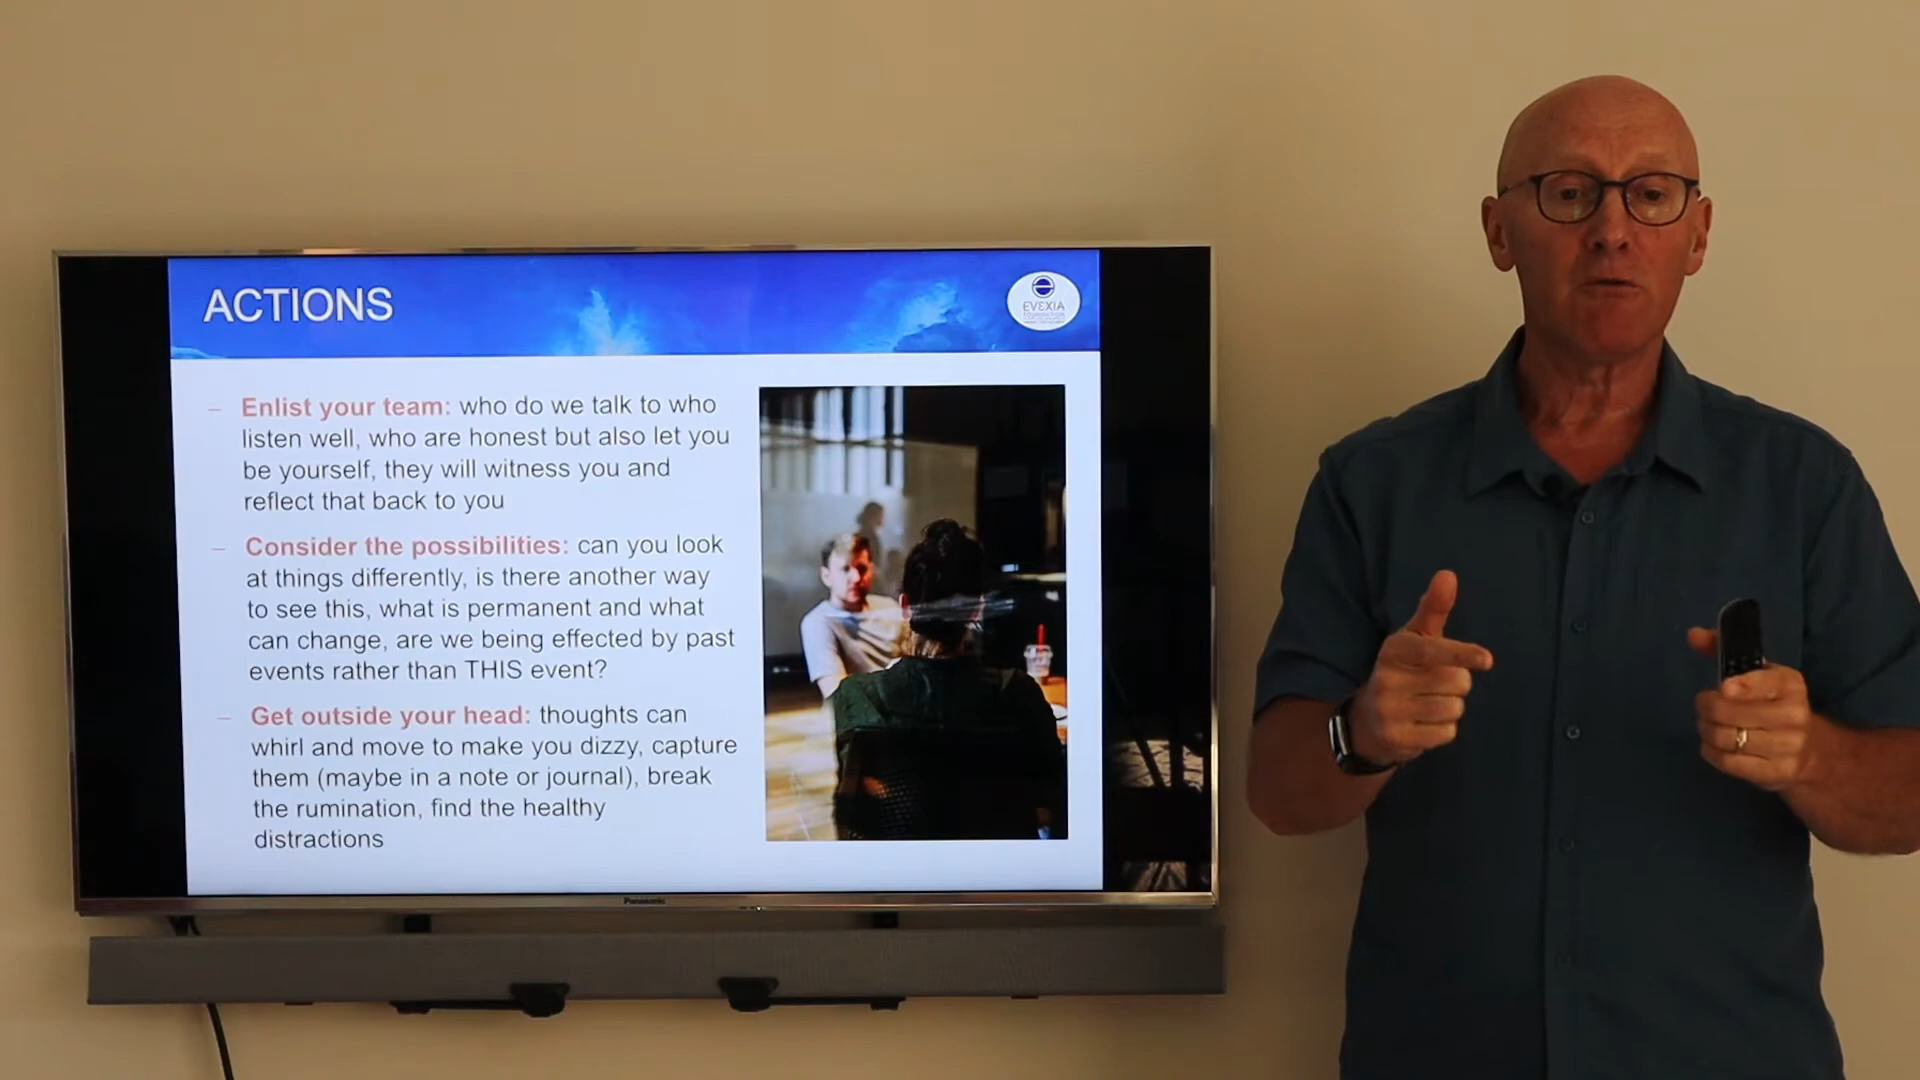 ACTIONS
EVEXIA
– Enlist your team: who do we talk to who
listen well, who are honest but also let you
be yourself, they will witness you and
reflect that back to you
– Consider the possibilities: can you look
at things differently, is there another way
to see this, what is permanent and what
can change, are we being effected by past
events rather than THIS event?
– Get outside your head: thoughts can
whirl and move to make you dizzy, capture
them (maybe in a note or journal), break
the rumination, find the healthy
distractions
Panasonic